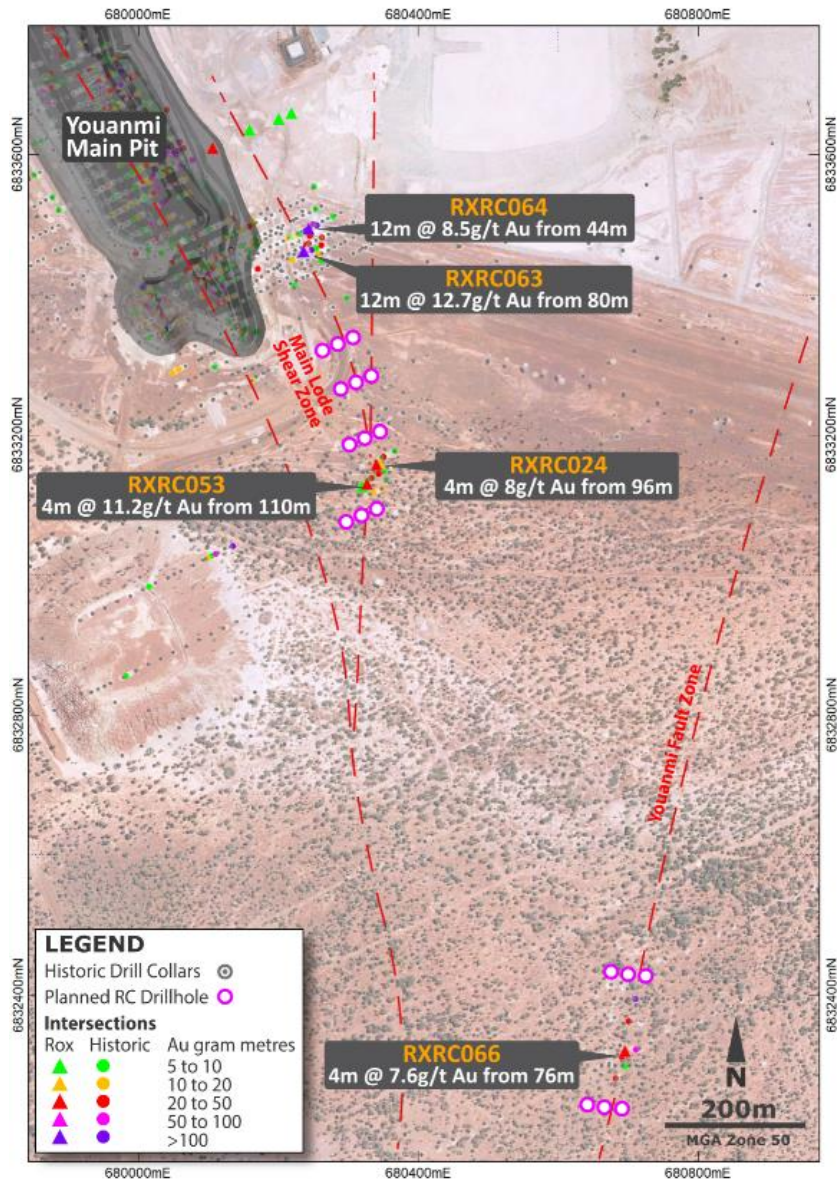 680000mE
680400mE
680800mE
6833600mN
6833600mN
Youanmi
Main Pit
RXRC064
12m @ 8.5g/t Au from 44m
RXRC063
12m @ 12.7g/t Au from 80m
Main Lode
Shear Zone
6833200mN
6833200mN
RXRC053
4m @ 11.2g/t Au from 110m
RXRC024
4m @ 8g/t Au from 96m
6832800mN
6832800mN
Youanmi Fault Zone
6832400mN
6832400mN
RXRC066
4m @ 7.6g/t Au from 76m
LEGEND
Historic Drill Collars
Planned RC Drillhole
Intersections
Rox Historic Au gram metres
5 to 10
10 to 20
20 to 50
50 to 100
>100
N
200m
MGA Zone 50
680000mE
680400mE
680800mE